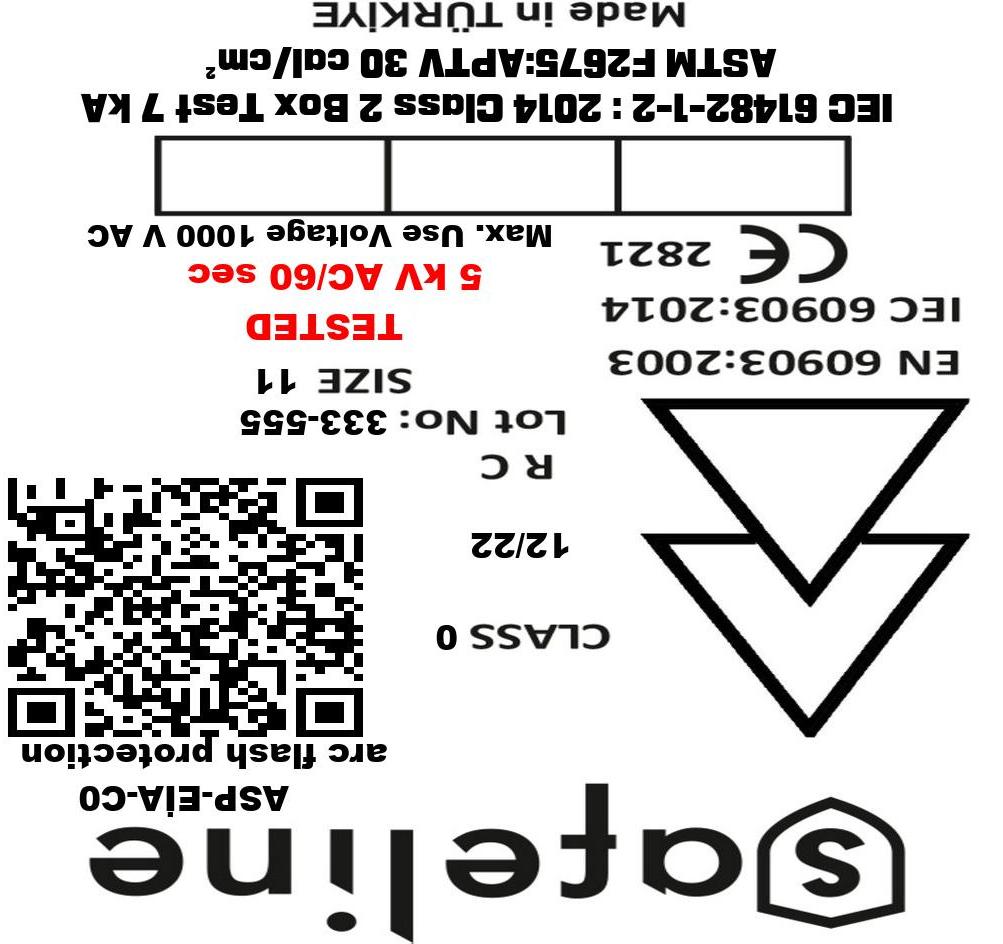 safeline
ASP-EİA-C0
arc flash protection
CLASS 0
12/22
R C
Lot No: 333-555
SIZE 11
EN 60903:2003
TESTED
IEC 60903:2014
5 kV AC/60 sec
CE 2821
Max. Use Voltage 1000 V AC
IEC 61482-1-2 : 2014 Class 2 Box Test 7 kA
ASTM F2675:APTV 30 cal/cm²
Made in TÜRKİYE